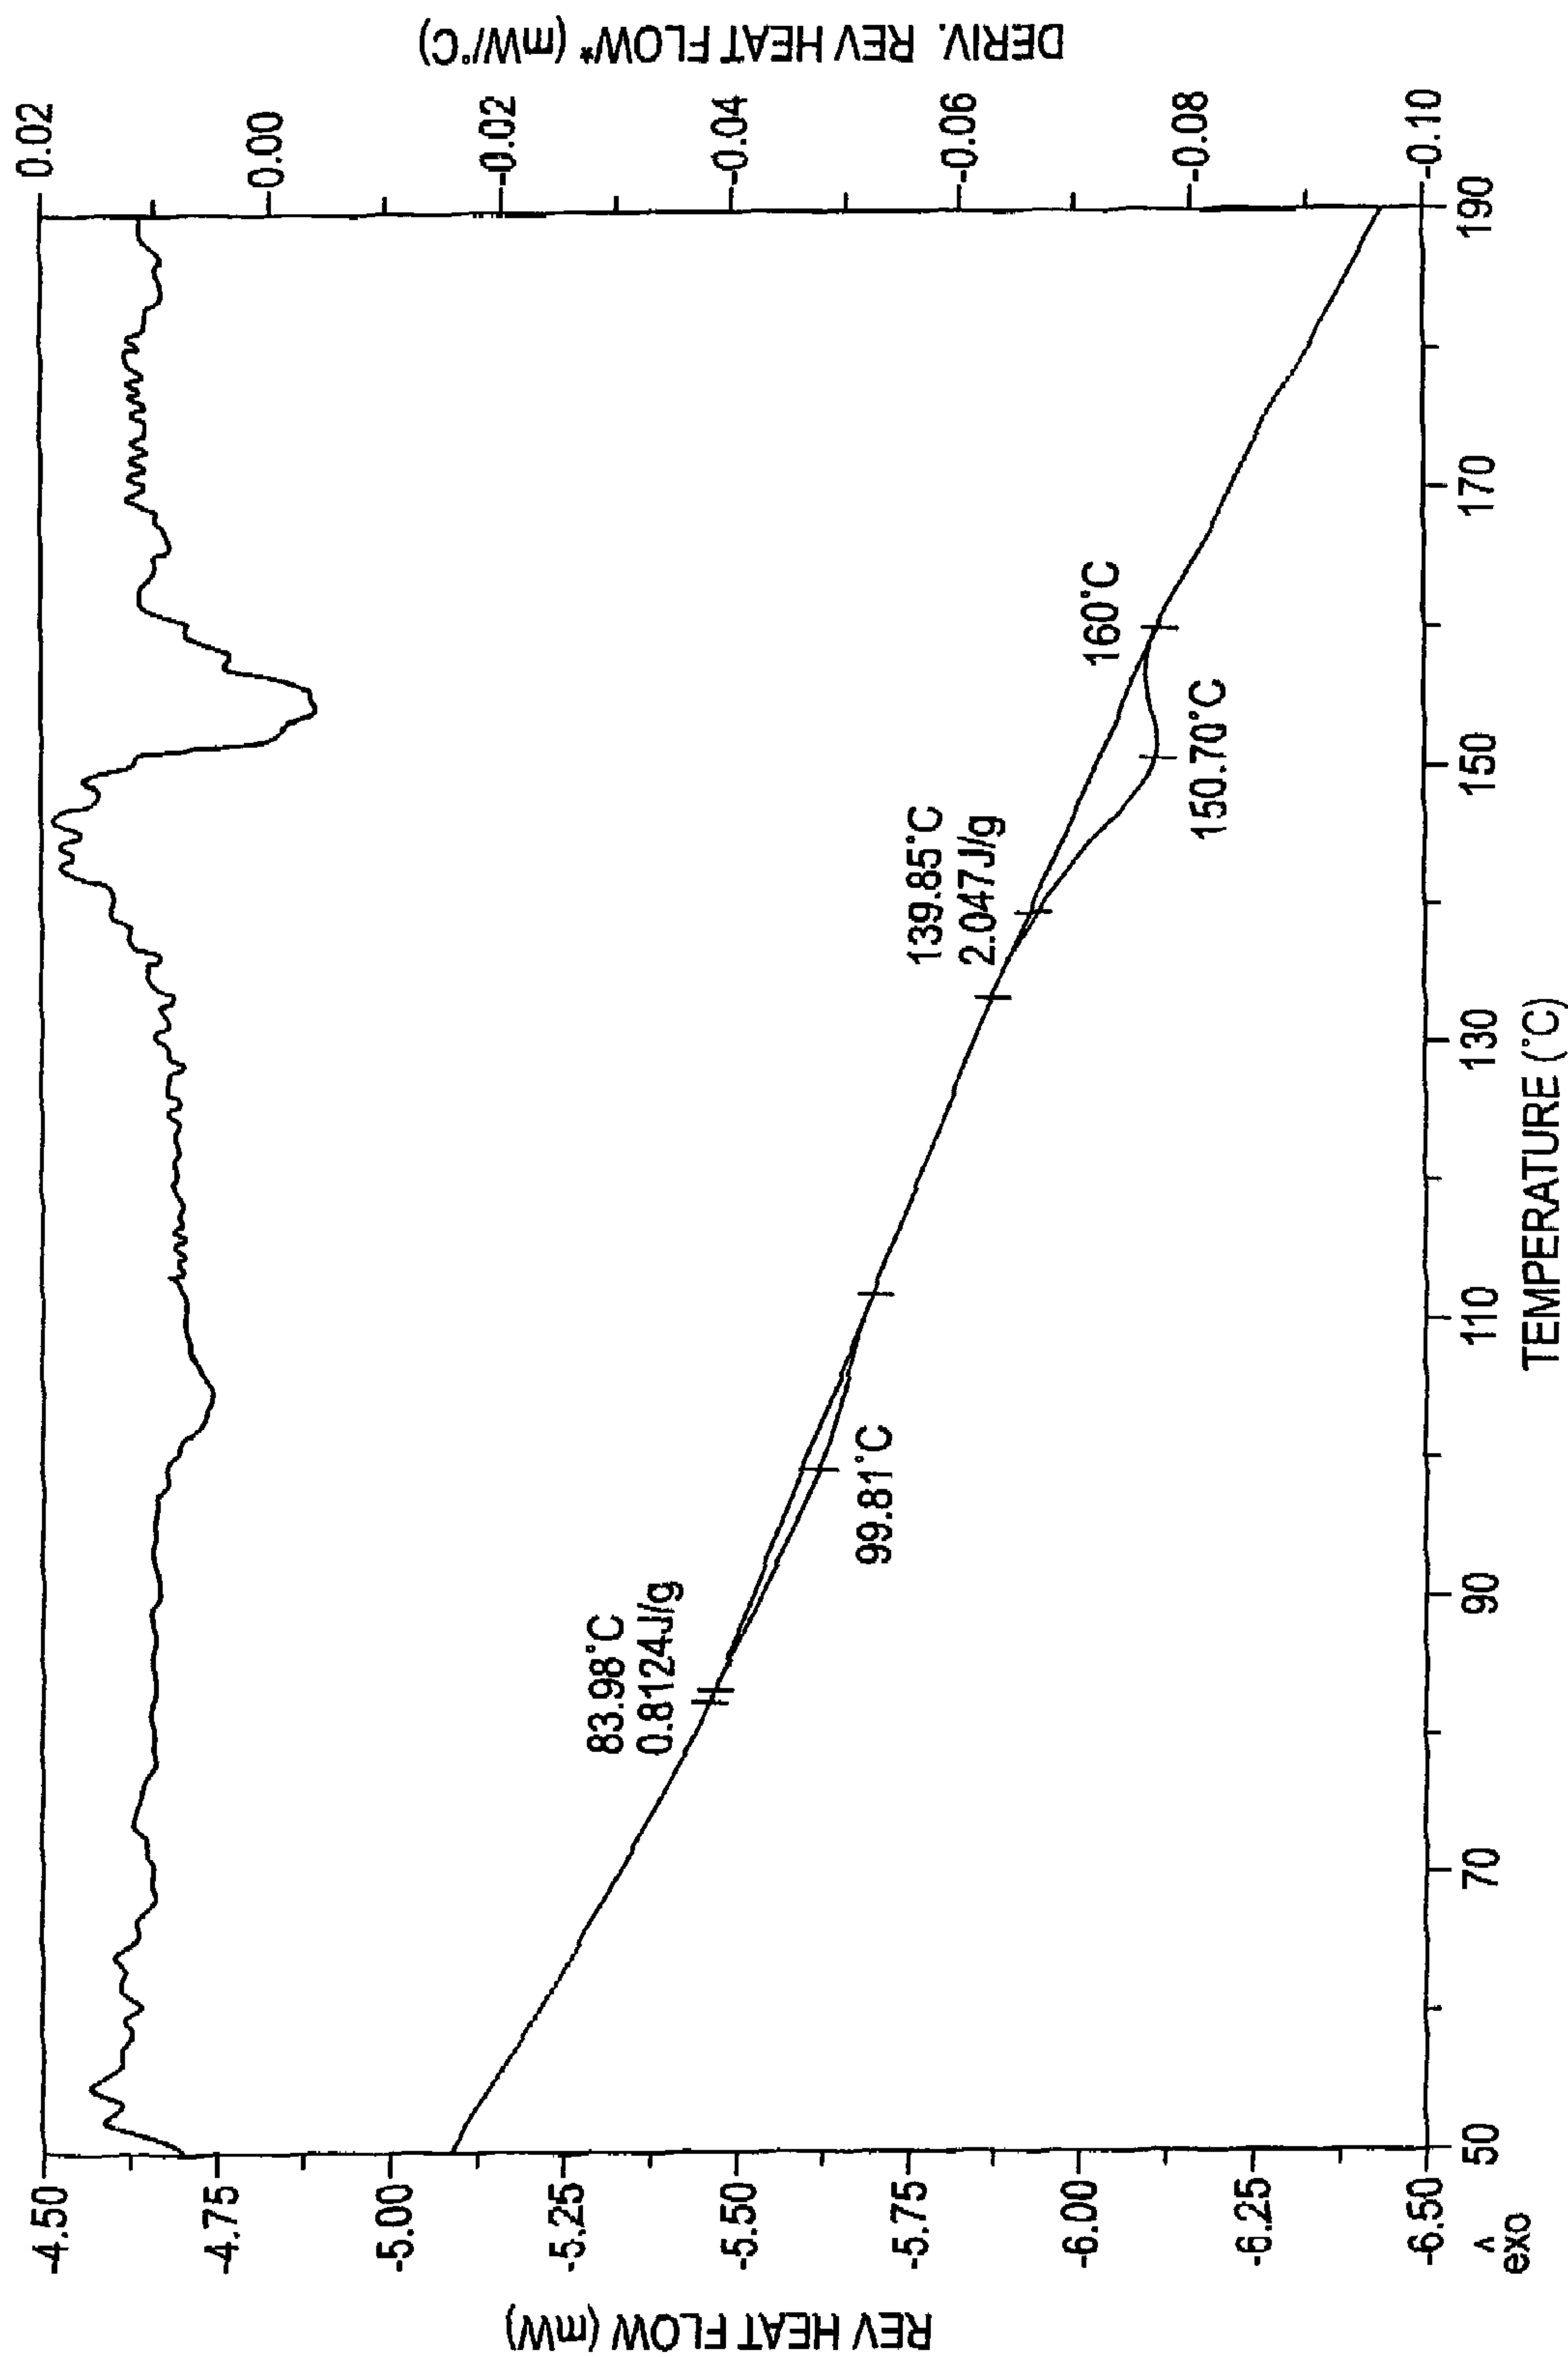 REV HEAT FLOW (mW)
-4.50
-4.75
-5.00
-5.25
-5.50
-5.75
-6.00
-6.25
-6.50
^
exo
83.98°C
0.8124J/g
99.81°C
139.85°C
2.047J/g
150.70°C
160°C
50
70
90
110
130
150
170
190
TEMPERATURE (°C)
0.02
0.00
-0.02
-0.04
-0.06
-0.08
-0.10
DERIV. REV HEAT FLOW* (mW/°C)